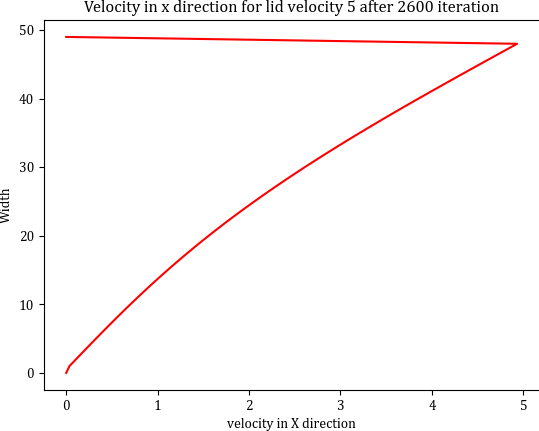 Velocity in x direction for lid velocity 5 after 2600 iteration
50
40
30
20
10
0
Width
0 1 2 3 4 5
velocity in X direction